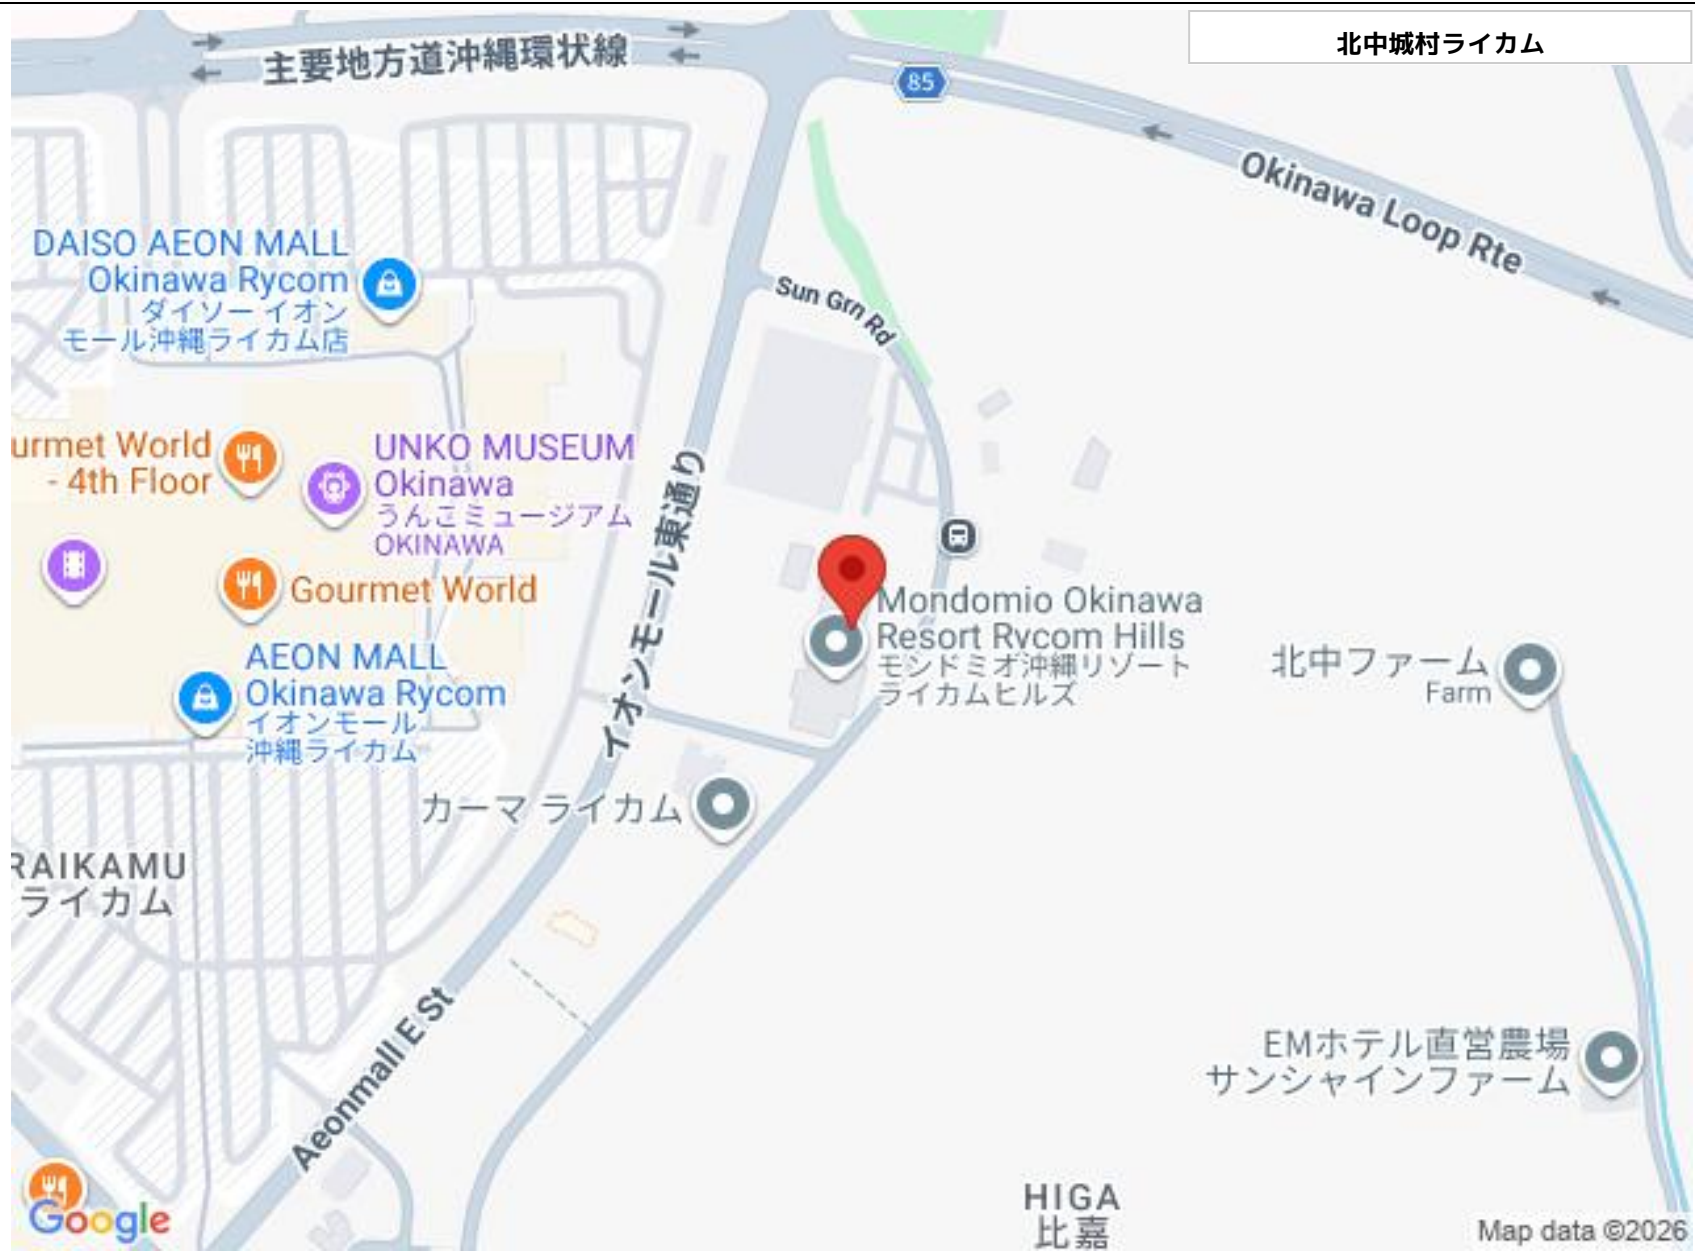 北中城村ライカム
主要地方道沖縄環状線
85
Okinawa Loop Rte
DAISO AEON MALL
Okinawa Rycom
ダイソー イオン
モール沖縄ライカム店
Sun Grn Rd
urmet World
- 4th Floor
UNKO MUSEUM
Okinawa
うんこミュージアム
OKINAWA
イオンモール東通り
Gourmet World
Mondomio Okinawa
Resort Rycom Hills
モンドミオ沖縄リゾート
ライカムヒルズ
北中ファーム
Farm
AEON MALL
Okinawa Rycom
イオンモール
沖縄ライカム
カーマ ライカム
RAIKAMU
ライカム
Aeonmall E St
EMホテル直営農場
サンシャインファーム
HIGA
比嘉
Google
Map data ©2026